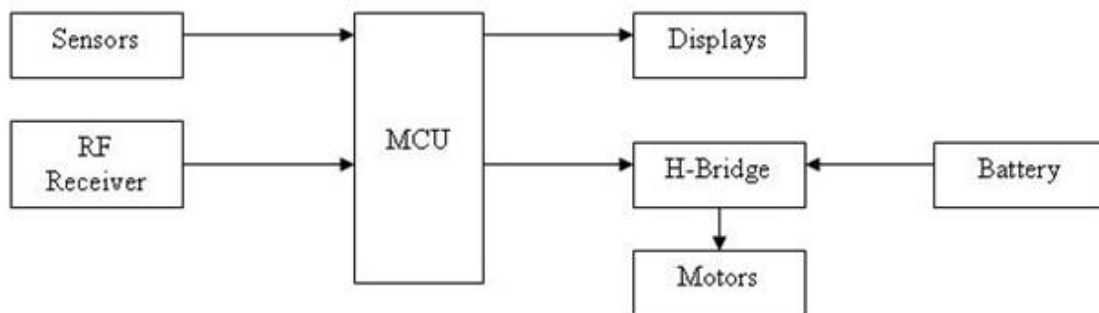 Sensors
Displays
MCU
RF
Receiver
H-Bridge
Battery
Motors